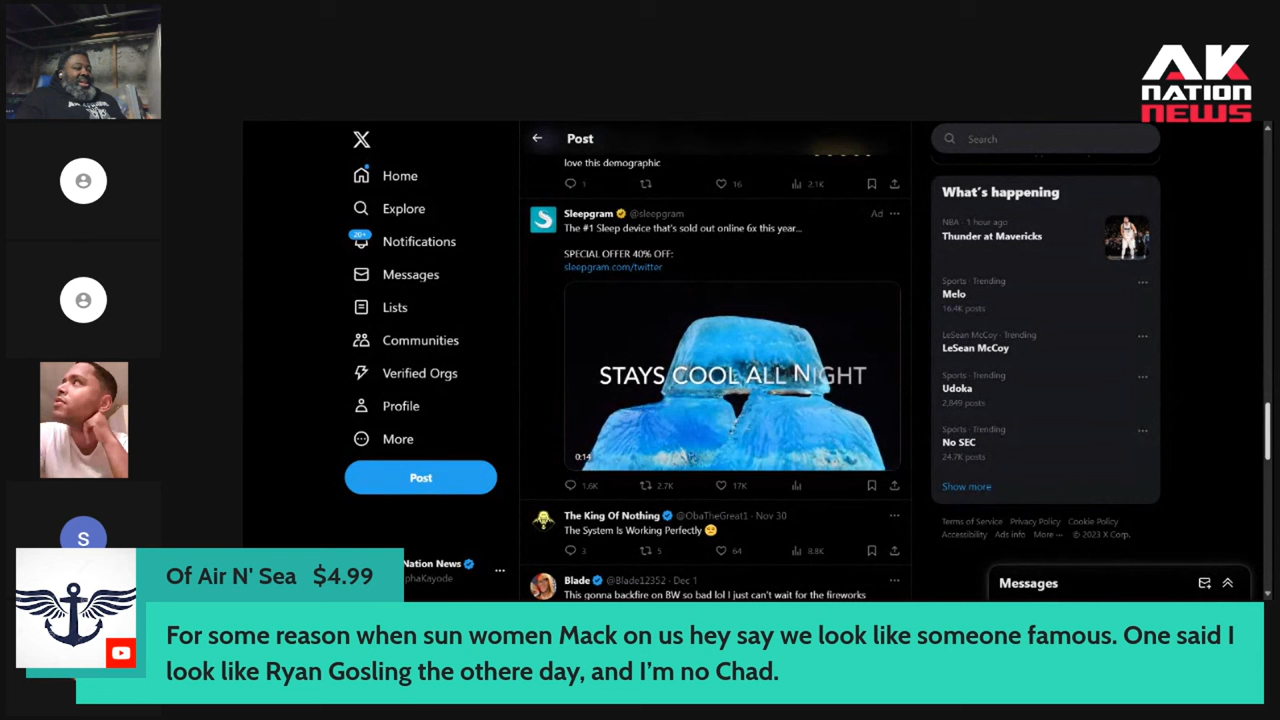 AK
NATION
NEWS
X
Home
Explore
20+
Notifications
Messages
Lists
Communities
Verified Orgs
Profile
More
Post
Nation News
phaKayode
Post
love this demographic
1
16
2.1K
Sleepgram @sleepgram
Ad
The #1 Sleep device that's sold out online 6x this year...
SPECIAL OFFER 40% OFF:
sleepgram.com/twitter
STAYS COOL ALL NIGHT
0:14
1.6K
2.7K
17K
The King Of Nothing @ObaTheGreat1 · Nov 30
The System Is Working Perfectly
3
5
64
8.8K
Blade @Blade12352 · Dec 1
This gonna backfire on BW so bad lol I just can't wait for the fireworks
Search
What's happening
NBA · 1 hour ago
Thunder at Mavericks
Sports · Trending
Melo
16.4K posts
LeSean McCoy · Trending
LeSean McCoy
Sports · Trending
Udoka
2,849 posts
Sports · Trending
No SEC
24.7K posts
Show more
Terms of Service Privacy Policy Cookie Policy
Accessibility Ads info More ··· © 2023 X Corp.
Messages
S
Of Air N' Sea $4.99
For some reason when sun women Mack on us hey say we look like someone famous. One said I
look like Ryan Gosling the othere day, and I'm no Chad.